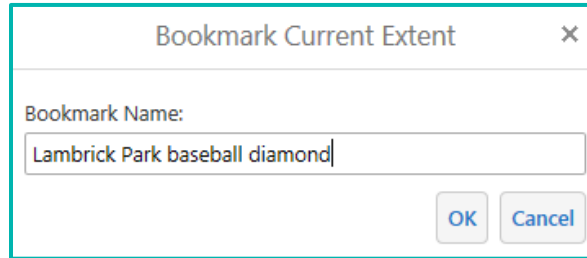 Bookmark Current Extent ×
Bookmark Name:
Lambrick Park baseball diamond
OK Cancel